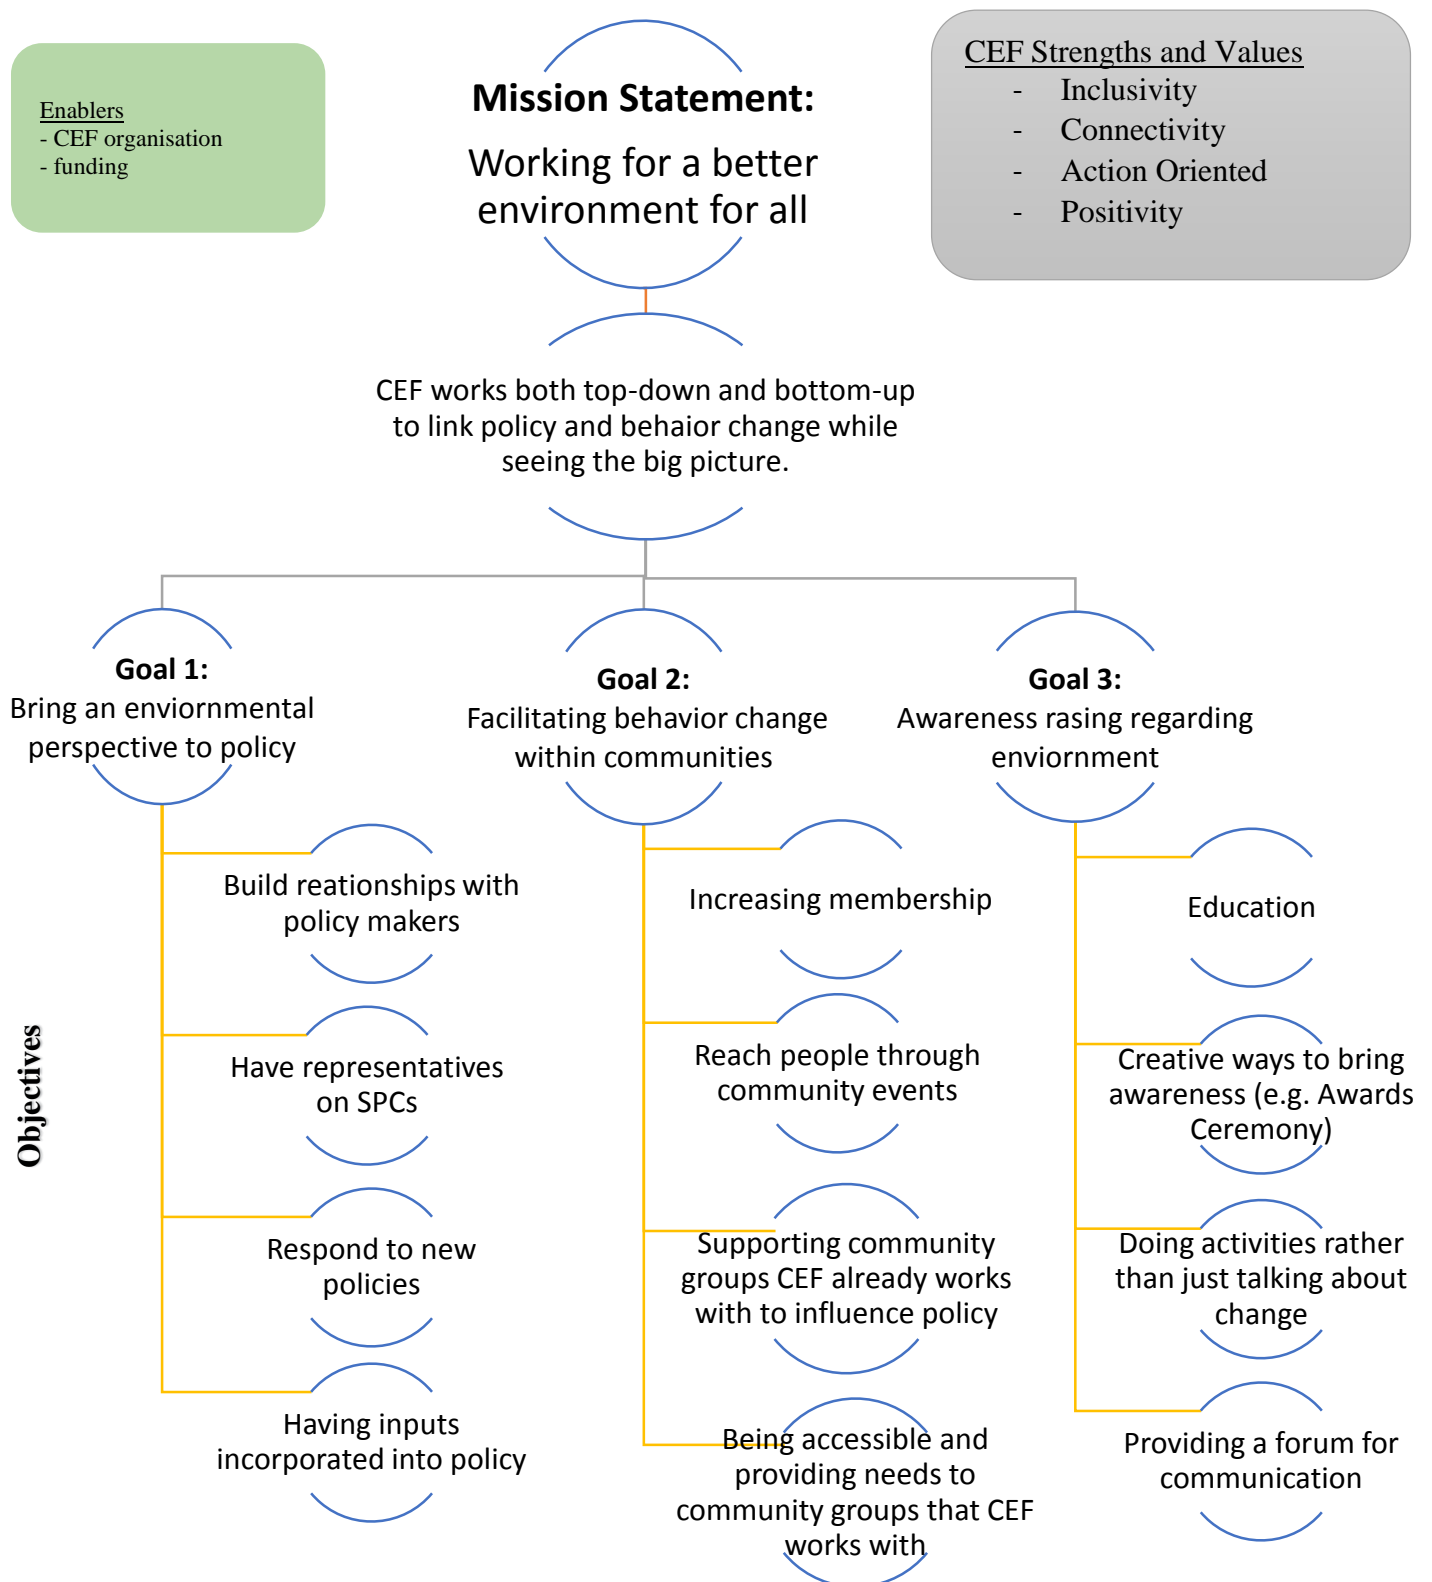 Enablers
- CEF organisation
- funding
Mission Statement:
Working for a better
environment for all
CEF Strengths and Values
- Inclusivity
- Connectivity
- Action Oriented
- Positivity
CEF works both top-down and bottom-up
to link policy and behaior change while
seeing the big picture.
Goal 1:
Bring an enviornmental
perspective to policy
Goal 2:
Facilitating behavior change
within communities
Goal 3:
Awareness rasing regarding
enviornment
Objectives
Build reationships with
policy makers
Have representatives
on SPCs
Respond to new
policies
Having inputs
incorporated into policy
Increasing membership
Reach people through
community events
Supporting community
groups CEF already works
with to influence policy
Being accessible and
providing needs to
community groups that CEF
works with
Education
Creative ways to bring
awareness (e.g. Awards
Ceremony)
Doing activities rather
than just talking about
change
Providing a forum for
communication